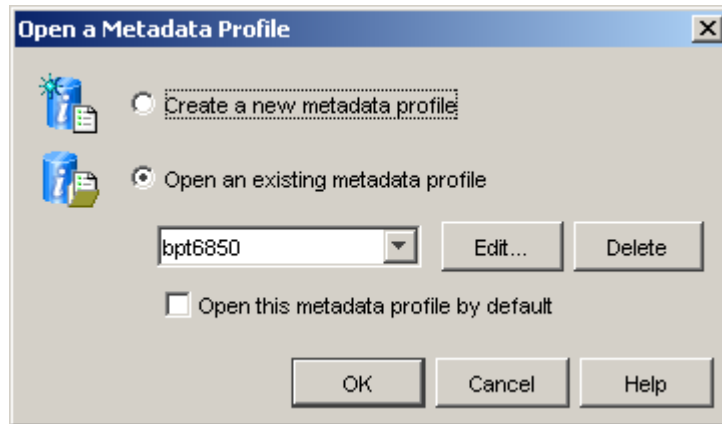 Open a Metadata Profile
Create a new metadata profile
Open an existing metadata profile
bpt6850 Edit... Delete
Open this metadata profile by default
OK Cancel Help